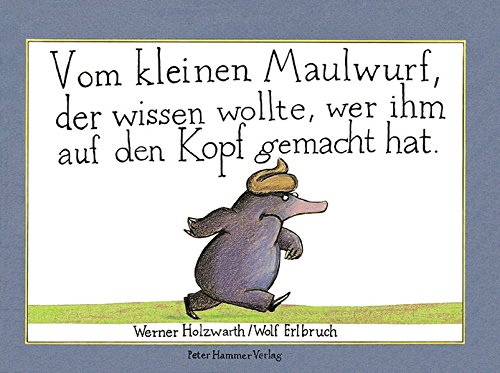 Vom kleinen Maulwurf,
der wissen wollte, wer ihm
auf den Kopf gemacht hat.
Werner Holzwarth/Wolf Erlbruch
Peter Hammer Verlag